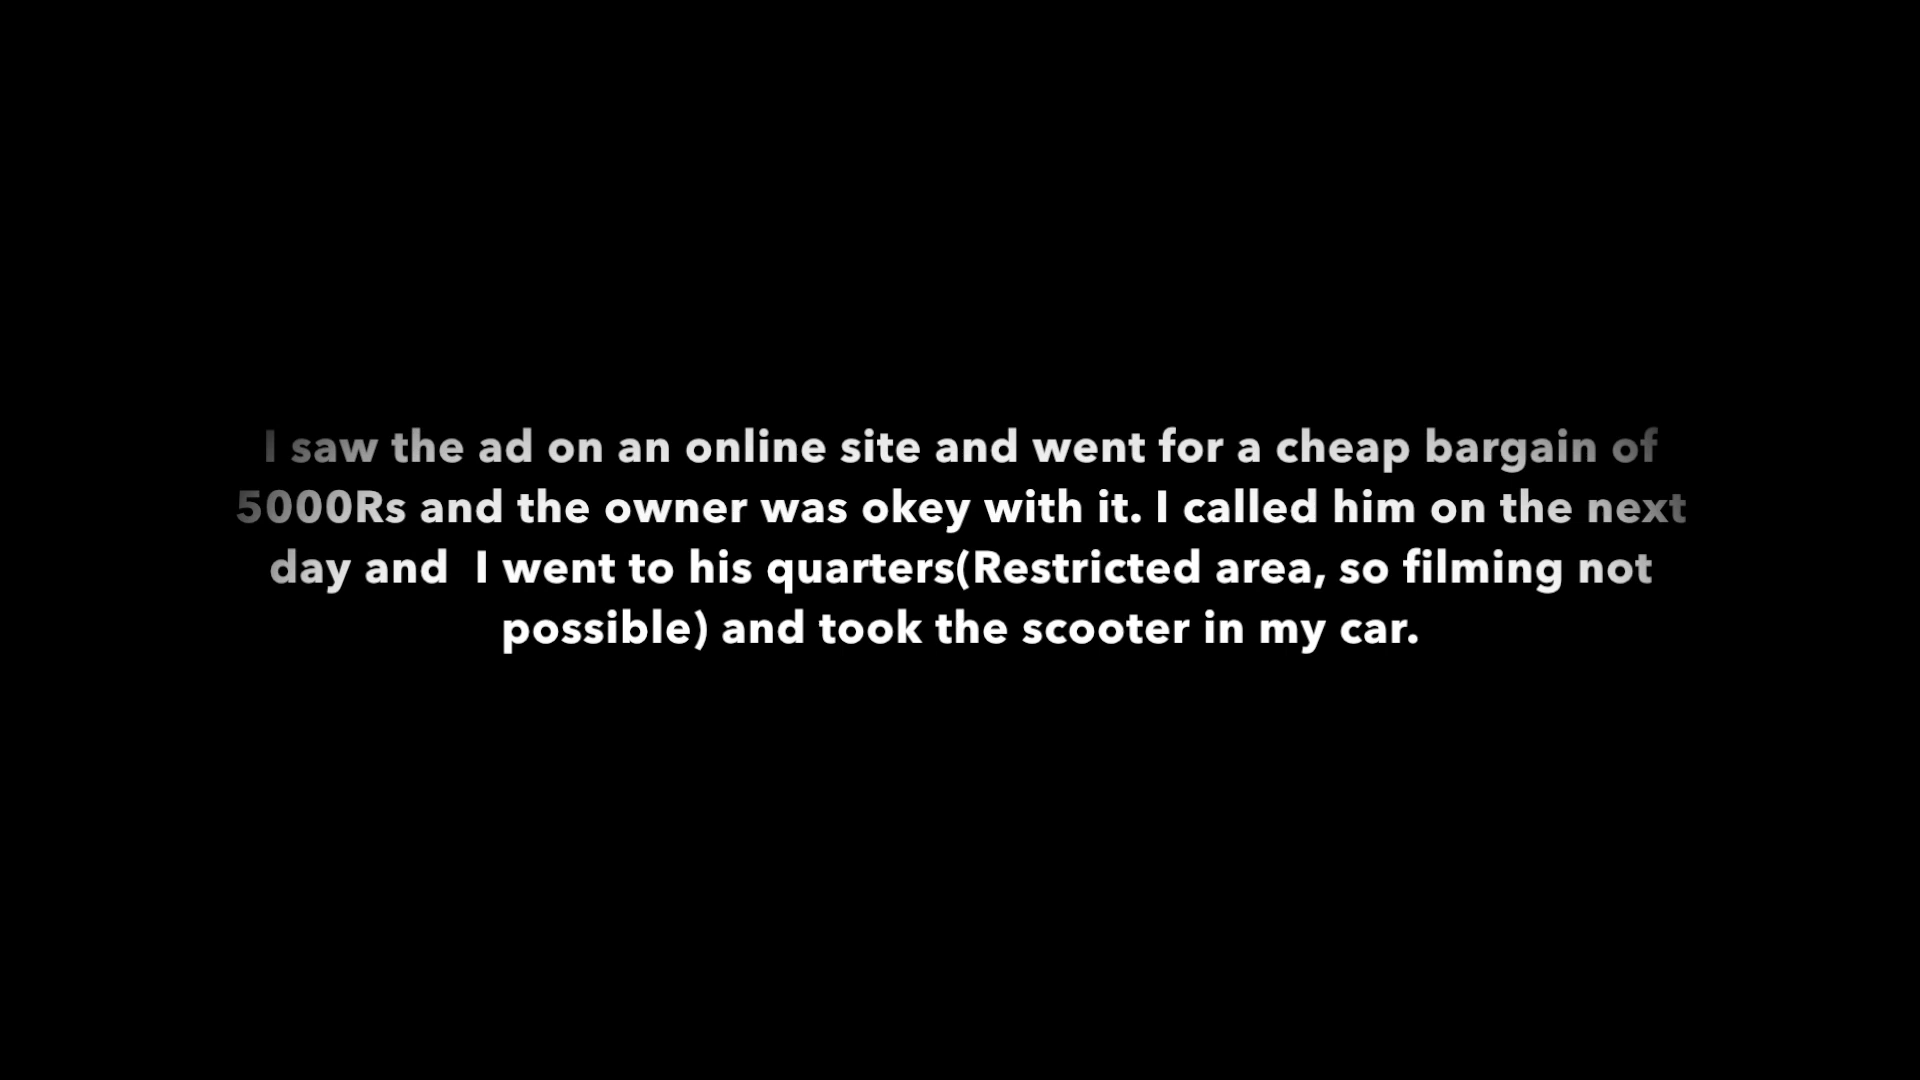 I saw the ad on an online site and went for a cheap bargain of
5000Rs and the owner was okey with it. I called him on the next
day and  I went to his quarters(Restricted area, so filming not
possible) and took the scooter in my car.